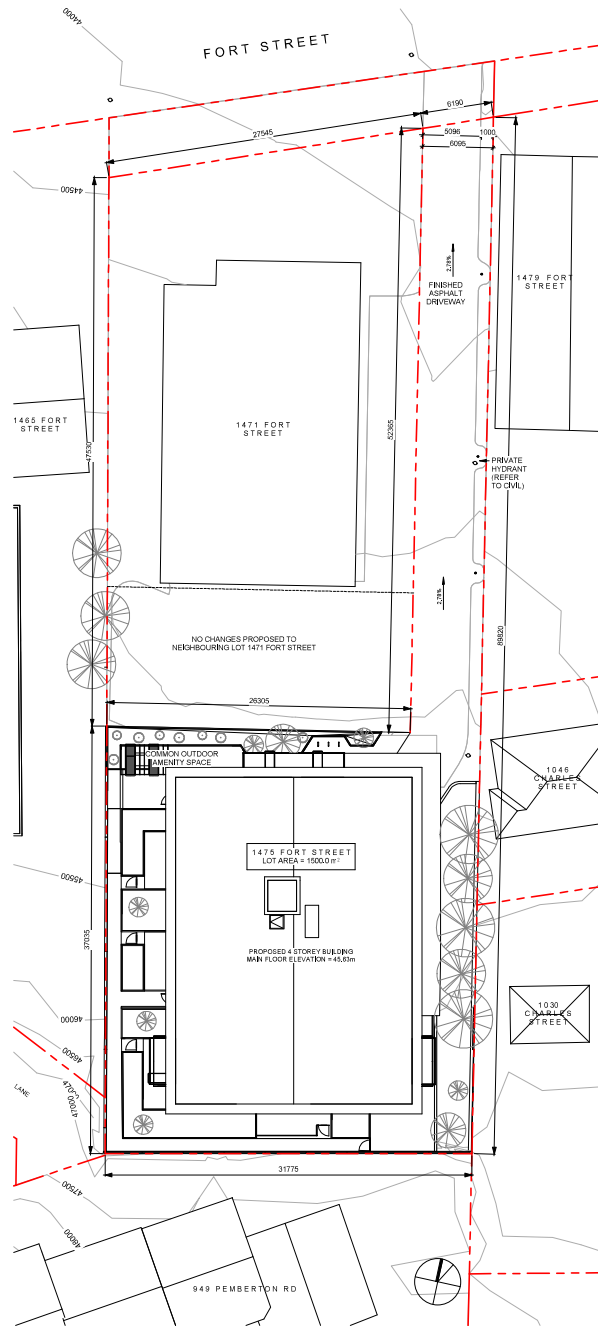 44000
FORT STREET
6190
27545
5096 1000
6095
44500
2.78%
FINISHED
ASPHALT
DRIVEWAY
1479 FORT
STREET
1465 FORT
STREET
1471 FORT
STREET
47530
52365
PRIVATE
HYDRANT
(REFER
TO CIVIL)
2.78%
NO CHANGES PROPOSED TO
NEIGHBOURING LOT 1471 FORT STREET
89820
26305
COMMON OUTDOOR
AMENITY SPACE
1046
CHARLES
STREET
1475 FORT STREET
LOT AREA = 1500.0 m²
45500
37035
PROPOSED 4 STOREY BUILDING
MAIN FLOOR ELEVATION = 45.63m
1030
CHARLES
STREET
46000
46500
LANE
47000
31775
47500
48000
949 PEMBERTON RD